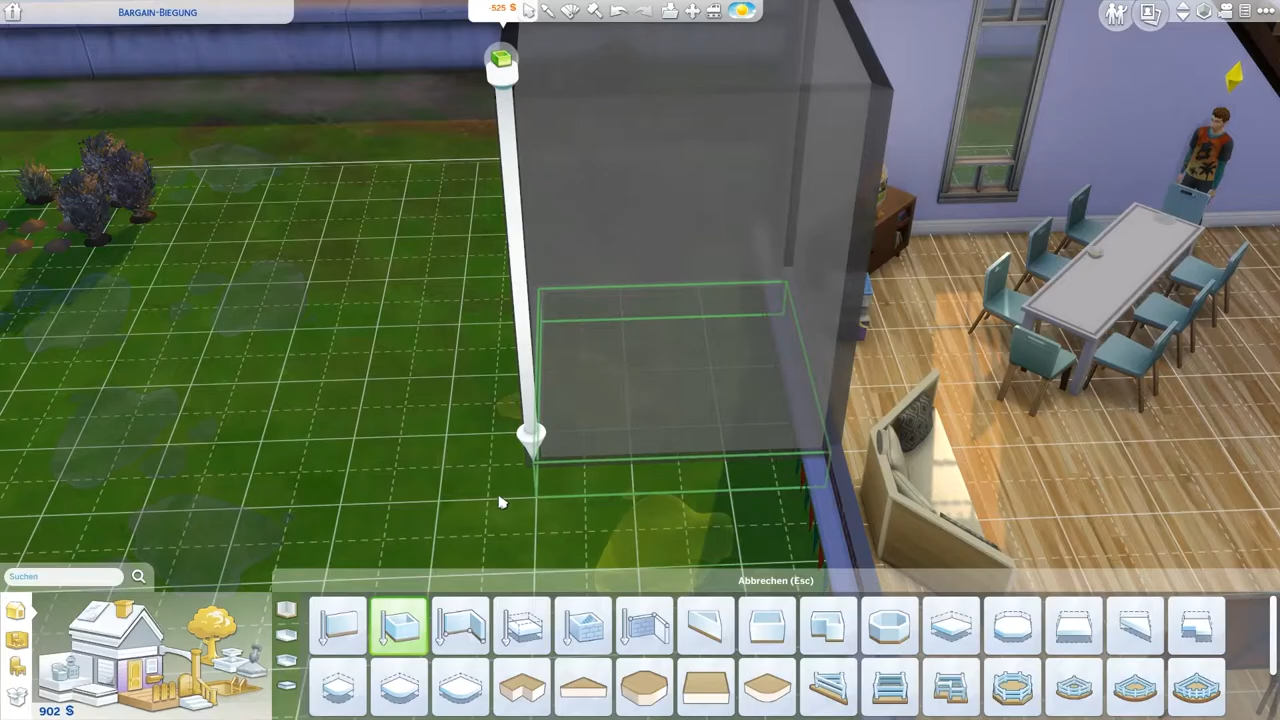 BARGAIN-BIEGUNG
-525 $
Abbrechen (Esc)
Suchen
902 $